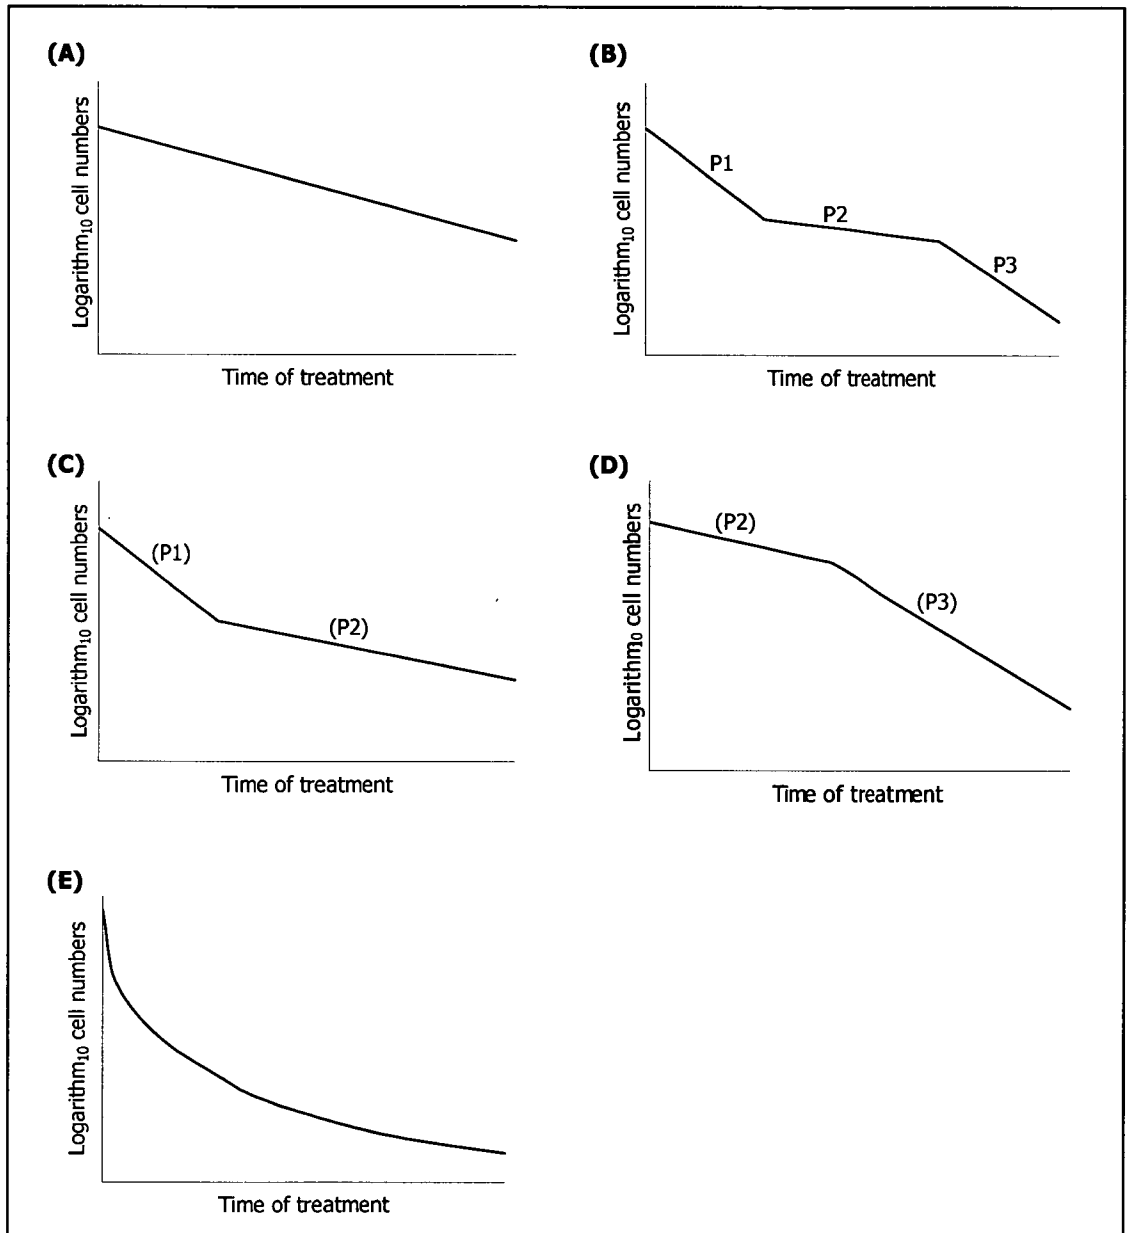 (A)
Logarithm₁₀ cell numbers
Time of treatment
(B)
Logarithm₁₀ cell numbers
P1
P2
P3
Time of treatment
(C)
Logarithm₁₀ cell numbers
(P1)
(P2)
Time of treatment
(D)
Logarithm₁₀ cell numbers
(P2)
(P3)
Time of treatment
(E)
Logarithm₁₀ cell numbers
Time of treatment